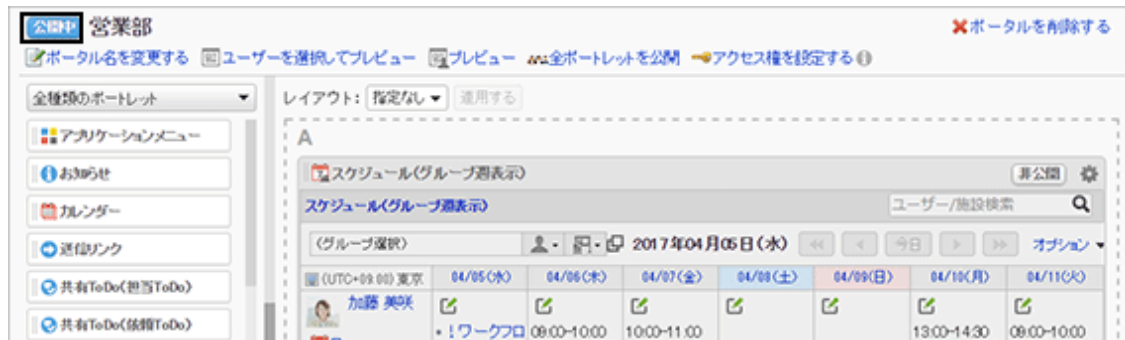 公開中 営業部 ポータルを削除する
ポータル名を変更する ユーザーを選択してプレビュー プレビュー 全ポートレットを公開 アクセス権を設定する
全種類のポートレット レイアウト: 指定なし 適用する
アプリケーションメニュー A
お知らせ スケジュール(グループ週表示) 非公開
カレンダー スケジュール(グループ週表示) ユーザー/施設検索
送信リンク (グループ選択) 2017年04月05日(水) 今日 オプション
共有ToDo(担当ToDo) (UTC+09:00) 東京 04/05(水) 04/06(木) 04/07(金) 04/08(土) 04/09(日) 04/10(月) 04/11(火)
加藤 美咲
共有ToDo(依頼ToDo) ! ワークフロ 09:00-10:00 10:00-11:00 13:00-14:30 09:00-10:00